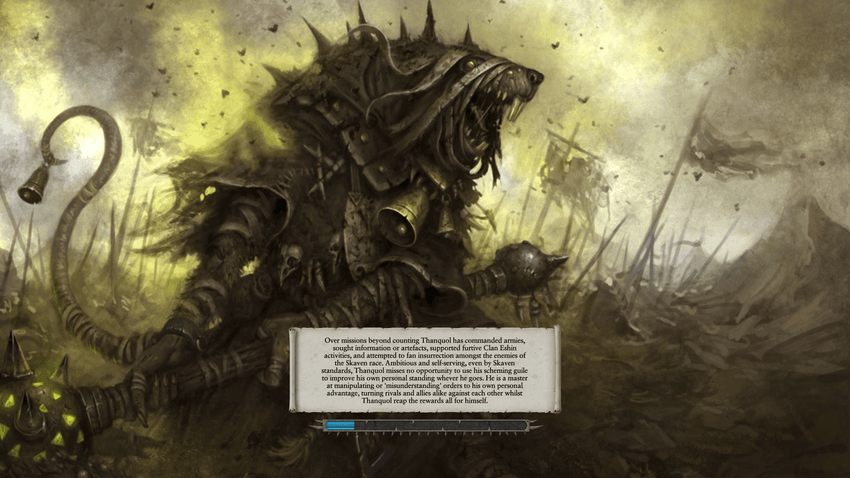 Over missions beyond counting Thanquol has commanded armies,
sought information or artefacts, supported furtive Clan Eshin
activities, and attempted to fan insurrection amongst the enemies of
the Skaven race. Ambitious and self-serving, even by Skaven
standards, Thanquol misses no opportunity to use his scheming guile
to improve his own personal standing whever he goes. He is a master
at manipulating or 'misunderstanding' orders to his own personal
advantage, turning rivals and allies alike against each other whilst
Thanquol reap the rewards all for himself.